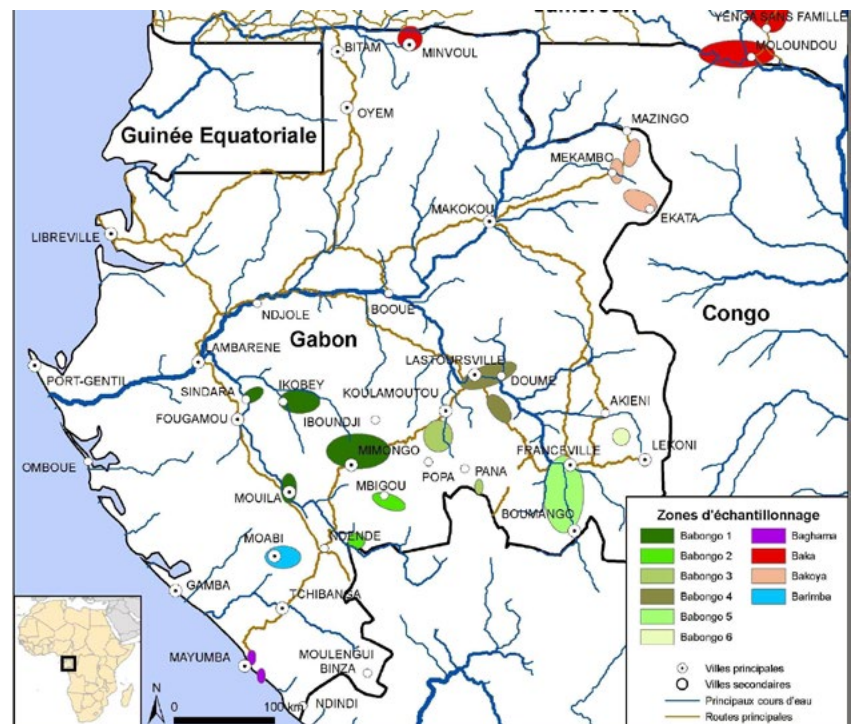 Cameroun
YENGA SANS FAMILLE
BITAM
MINVOUL
MOLOUNDOU
OYEM
Guinée Equatoriale
MAZINGO
MEKAMBO
MAKOKOU
EKATA
LIBREVILLE
NDJOLE
BOOUE
Congo
Gabon
LAMBARENE
LASTOURSVILLE
DOUME
PORT-GENTIL
SINDARA
IKOBEY
KOULAMOUTOU
AKIENI
FOUGAMOU
IBOUNDJI
OMBOUE
MIMONGO
FRANCEVILLE
LEKONI
POPA
PANA
MBIGOU
MOUILA
BOUMANGO
MOABI
NDENDE
GAMBA
TCHIBANGA
MAYUMBA
MOULENGUI
BINZA
NDINDI
N
0
100 km
Zones d'échantillonnage
Babongo 1
Babongo 2
Babongo 3
Babongo 4
Babongo 5
Babongo 6
Baghama
Baka
Bakoya
Barimba
Villes principales
Villes secondaires
Principaux cours d'eau
Routes principales